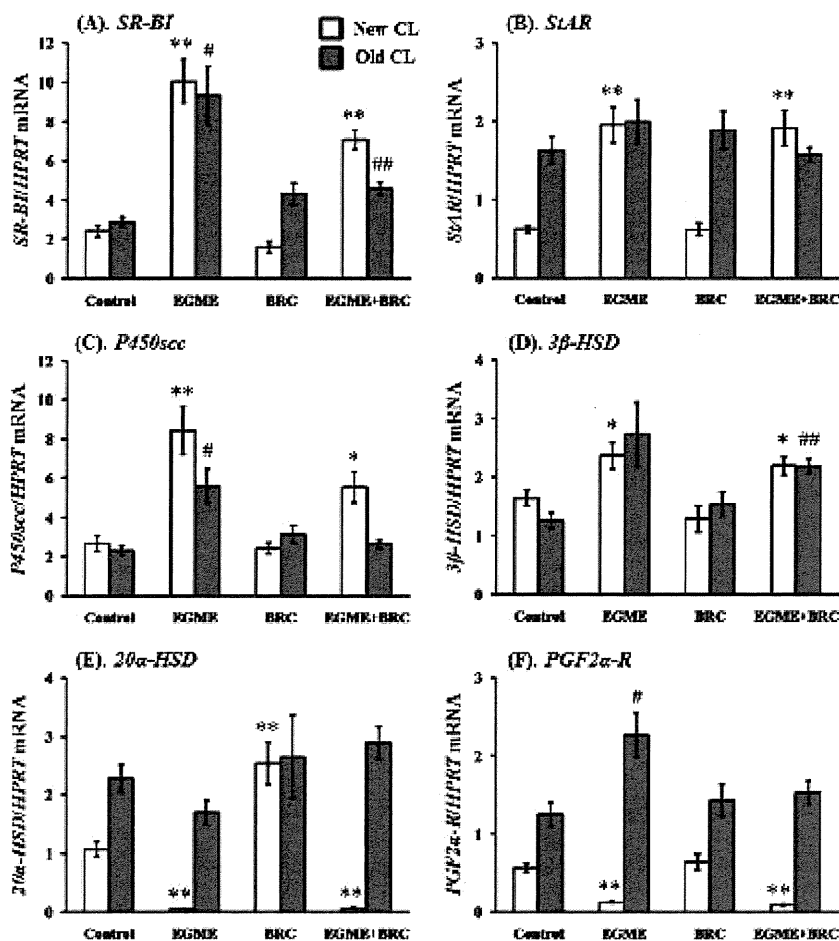 (A). SR-BI
New CL
Old CL
SR-BI/HPRT mRNA
12
10
8
6
4
2
0
** #
**
##
Control EGME BRC EGME+BRC
(B). StAR
StAR/HPRT mRNA
3
2
1
0
** **
Control EGME BRC EGME+BRC
(C). P450scc
P450scc/HPRT mRNA
10
8
6
4
2
0
**
#
*
Control EGME BRC EGME+BRC
(D). 3β-HSD
3β-HSD/HPRT mRNA
4
3
2
1
0
* * ##
Control EGME BRC EGME+BRC
(E). 20α-HSD
20α-HSD/HPRT mRNA
4
3
2
1
0
**
** **
Control EGME BRC EGME+BRC
(F). PGF2α-R
PGF2α-R/HPRT mRNA
3
2
1
0
#
** **
Control EGME BRC EGME+BRC